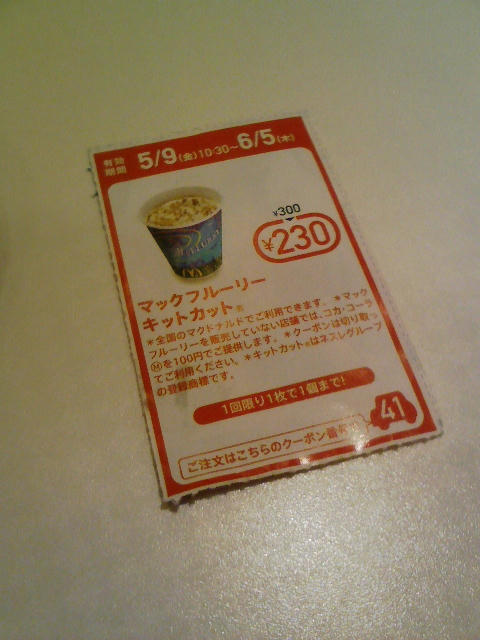 有効期間 5/9(金)10:30~6/5(木)
¥300
¥230
マックフルーリー
キットカット®
*全国のマクドナルドでご利用できます。 *マック
フルーリーを販売していない店舗では、コカ・コーラ
Ⓜを100円でご提供します。*クーポンは切り取っ
てご利用ください。*キットカット®はネスレグループ
の登録商標です。
1回限り1枚で1個まで!
ご注文はこちらのクーポン番号で
41